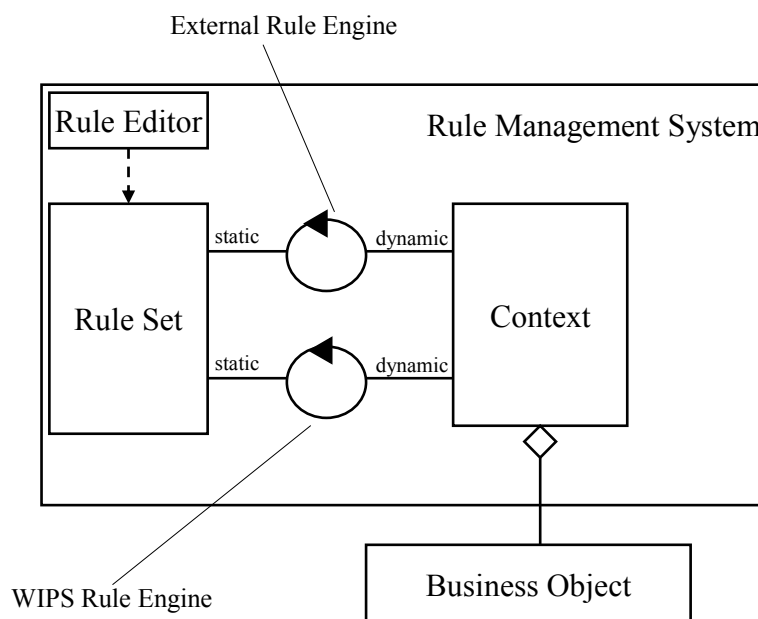 External Rule Engine
Rule Editor
Rule Management System
static
dynamic
Rule Set
Context
static
dynamic
Business Object
WIPS Rule Engine